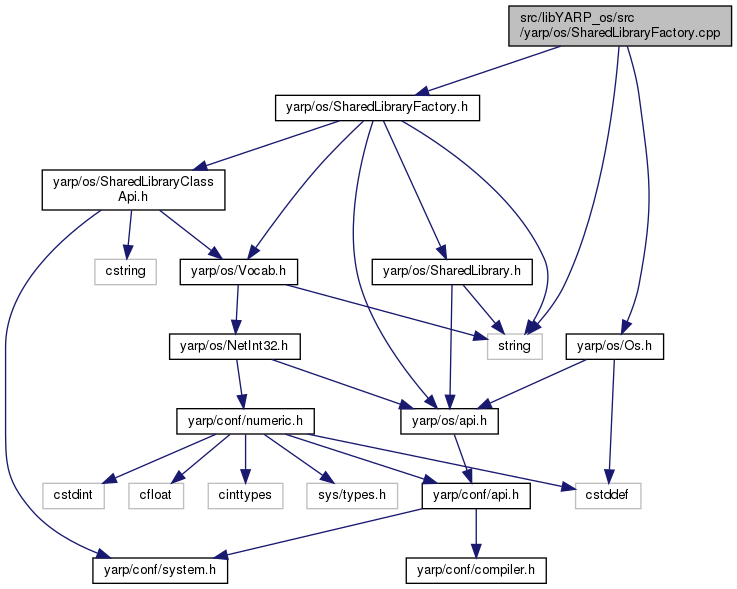 src/libYARP_os/src
/yarp/os/SharedLibraryFactory.cpp
yarp/os/SharedLibraryFactory.h
yarp/os/SharedLibraryClass
Api.h
cstring
yarp/os/Vocab.h
yarp/os/SharedLibrary.h
yarp/os/NetInt32.h
string
yarp/os/Os.h
yarp/conf/numeric.h
yarp/os/api.h
cstdint
cfloat
cinttypes
sys/types.h
yarp/conf/api.h
cstddef
yarp/conf/system.h
yarp/conf/compiler.h